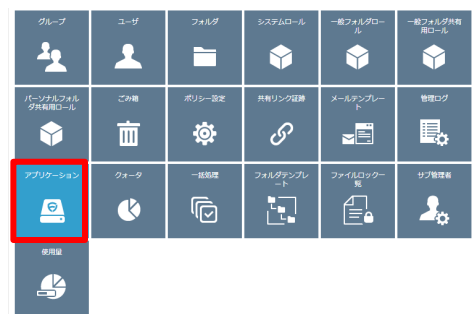 グループ
ユーザ
フォルダ
システムロール
一般フォルダロー
ル
一般フォルダ共有
用ロール
パーソナルフォル
ダ共有用ロール
ごみ箱
ポリシー設定
共有リンク証跡
メールテンプレー
ト
管理ログ
アプリケーション
クォータ
一括処理
フォルダテンプレ
ート
ファイルロック一
覧
サブ管理者
使用量